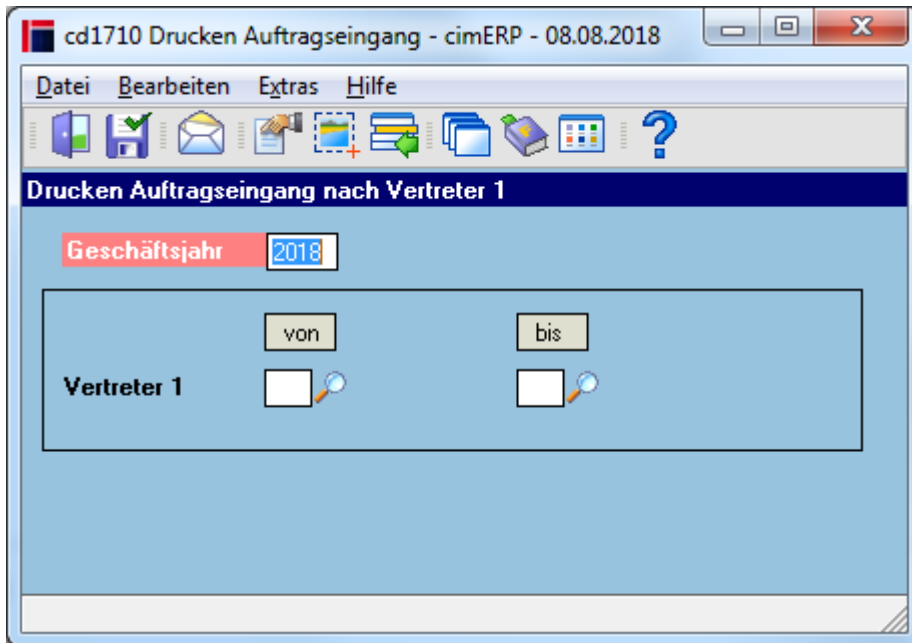 cd1710 Drucken Auftragseingang - cimERP - 08.08.2018
Datei Bearbeiten Extras Hilfe
Drucken Auftragseingang nach Vertreter 1
Geschäftsjahr 2018
von bis
Vertreter 1